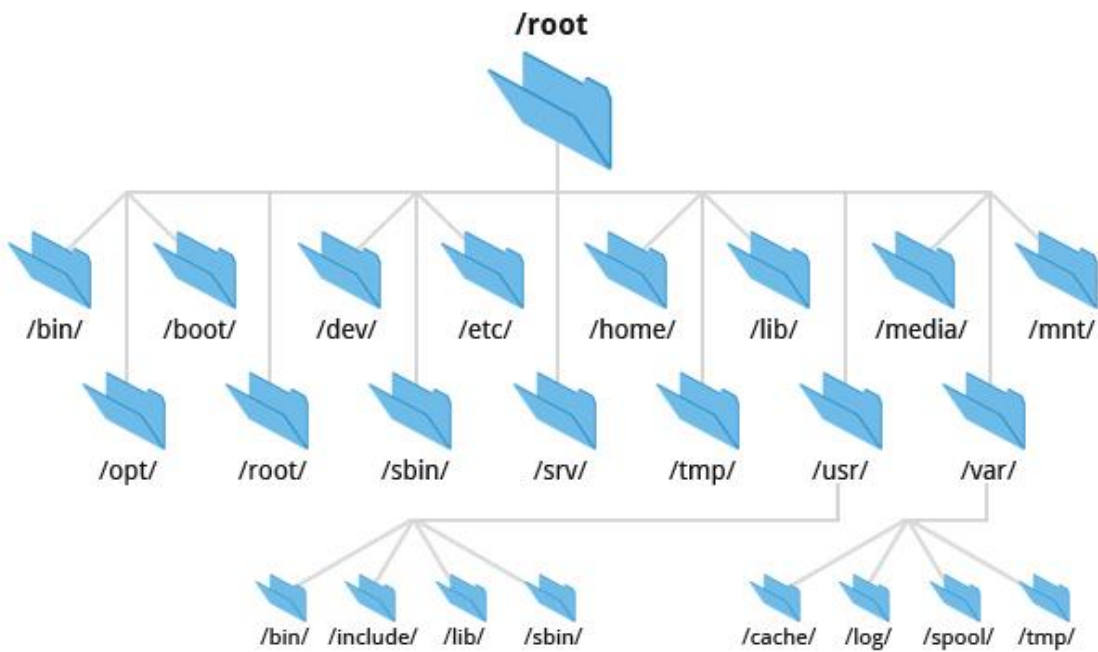 /root
/bin/ /boot/ /dev/ /etc/ /home/ /lib/ /media/ /mnt/
/opt/ /root/ /sbin/ /srv/ /tmp/ /usr/ /var/
/bin/ /include/ /lib/ /sbin/ /cache/ /log/ /spool/ /tmp/